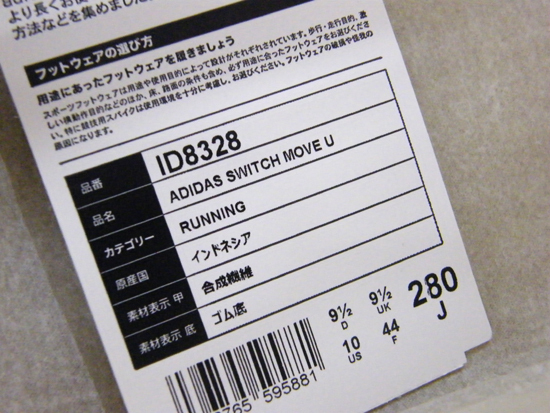 より長くお使
方法などを集めました
フットウェアの選び方
用途にあったフットウェアを履きましょう
スポーツフットウェアは用途や使用目的によって設計がそれぞれされています。歩行・走行目的、激
しい横動作目的などのほか、床、路面の条件も含め、必ず用途に合ったフットウェアをお選びくださ
い。特に競技用スパイクは使用環境を十分に考慮し、お選びください。フットウェアの破損や怪我の
原因になります。
品番 ID8328
品名 ADIDAS SWITCH MOVE U
カテゴリー RUNNING
原産国 インドネシア
素材表示 甲 合成繊維
素材表示 底 ゴム底
9½ D 9½ UK 280
10 US 44 F J
765 595881